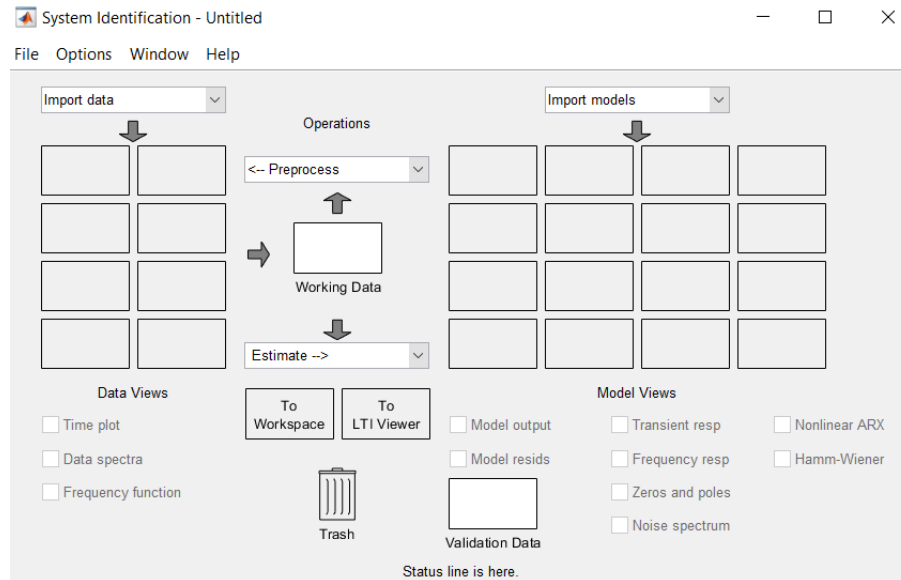 System Identification - Untitled
File Options Window Help
Import data
Import models
Operations
<-- Preprocess
Working Data
Estimate -->
Data Views
Model Views
To
Workspace
To
LTI Viewer
Time plot
Model output
Transient resp
Nonlinear ARX
Data spectra
Model resids
Frequency resp
Hamm-Wiener
Frequency function
Zeros and poles
Noise spectrum
Trash
Validation Data
Status line is here.